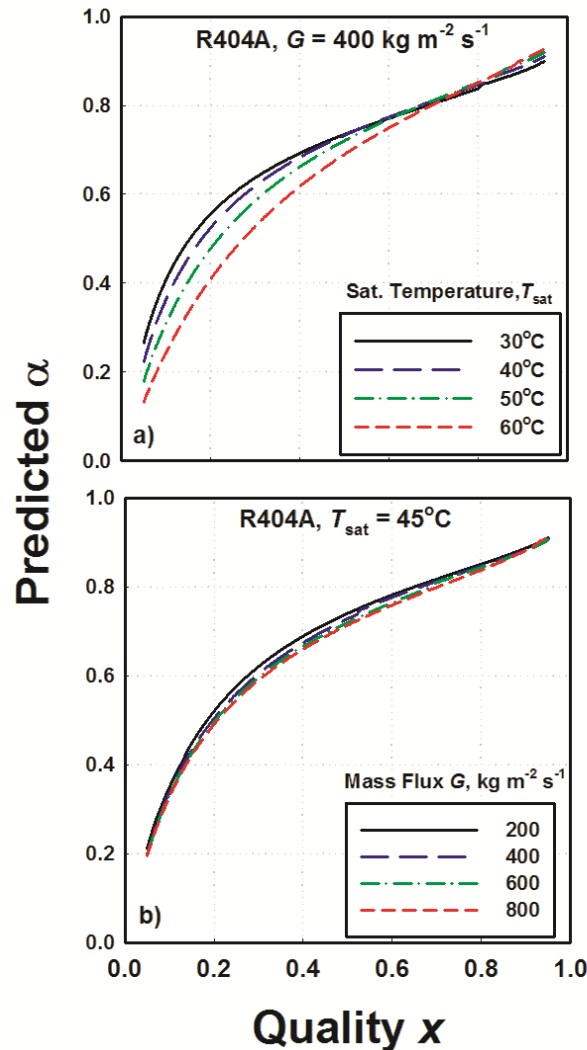 R404A, G = 400 kg m⁻² s⁻¹
1.0
0.8
0.6
0.4
0.2
0.0
Sat. Temperature,Tsat
30°C
40°C
50°C
60°C
a)
Predicted α
R404A, Tsat = 45°C
1.0
0.8
0.6
0.4
0.2
0.0
Mass Flux G, kg m⁻² s⁻¹
200
400
600
800
b)
0.0 0.2 0.4 0.6 0.8 1.0
Quality x